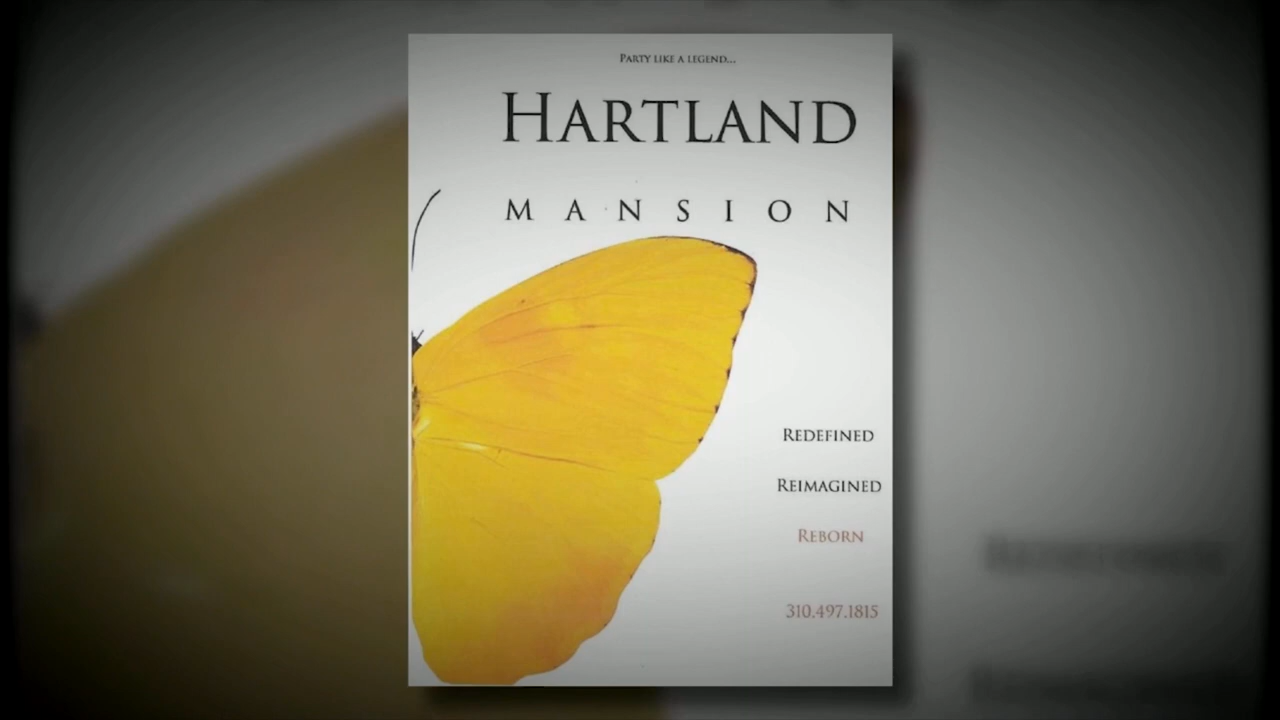 Party like a legend...
Hartland
MANSION
Redefined
Reimagined
Reborn
310.497.1815